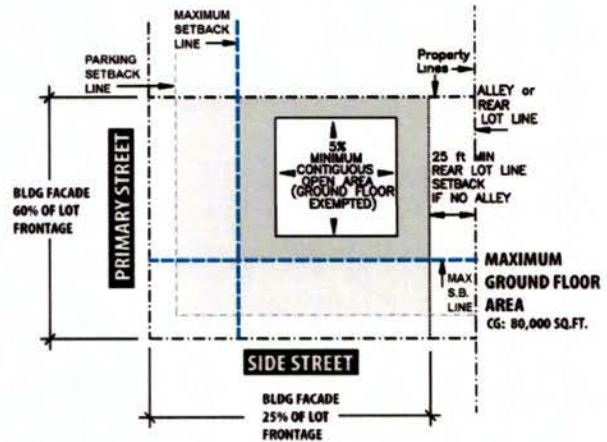 MAXIMUM
SETBACK
LINE
PARKING
SETBACK
LINE
Property
Lines
ALLEY or
REAR
LOT LINE
5%
MINIMUM
CONTIGUOUS
OPEN AREA
(GROUND FLOOR
EXEMPTED)
25 ft MIN
REAR LOT LINE
SETBACK
IF NO ALLEY
BLDG FACADE
60% OF LOT
FRONTAGE
PRIMARY STREET
MAX
S.B.
LINE
MAXIMUM
GROUND FLOOR
AREA
CG: 80,000 SQ.FT.
SIDE STREET
BLDG FACADE
25% OF LOT
FRONTAGE